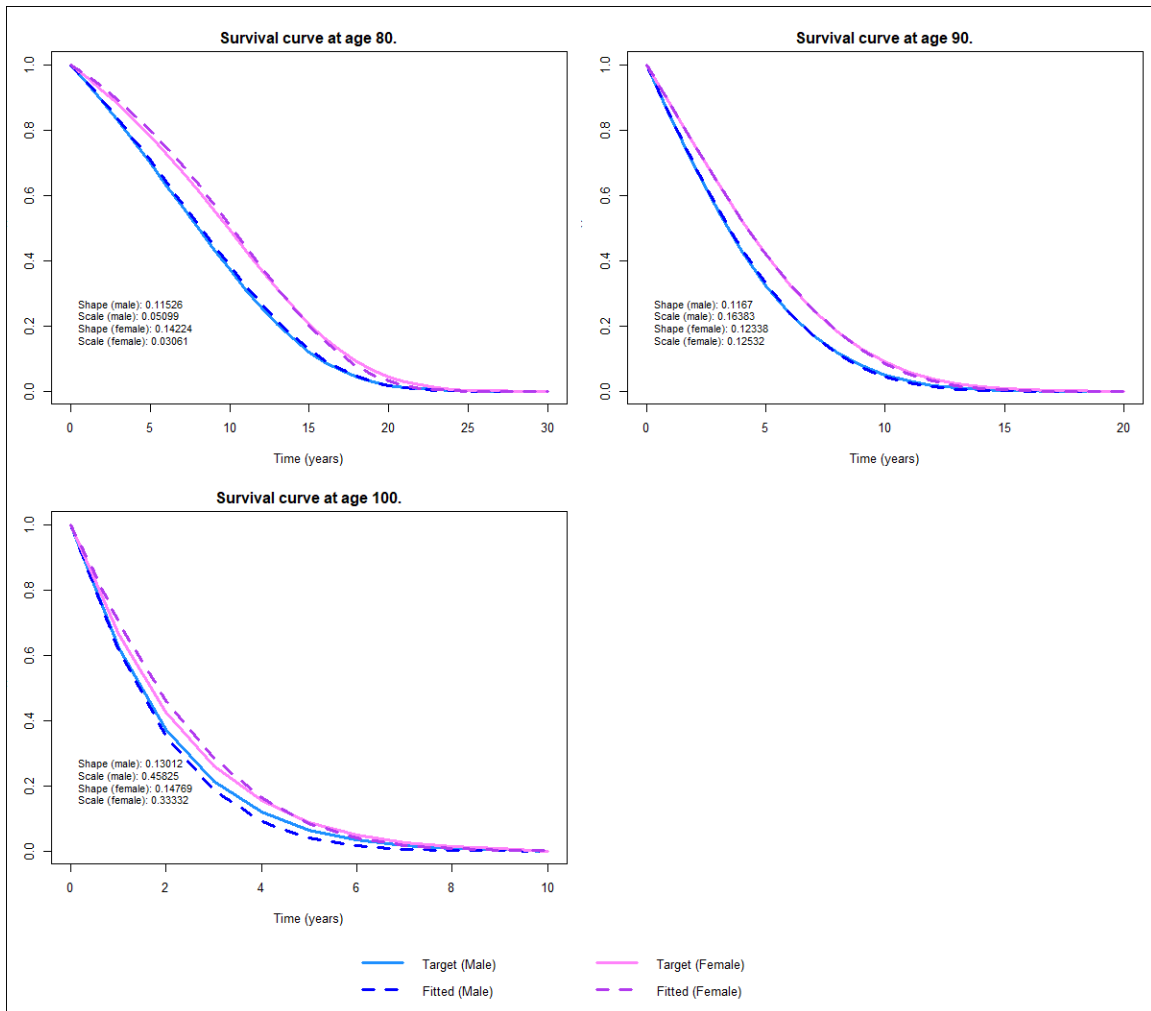 Survival curve at age 80.
1.0
0.8
0.6
0.4
0.2
0.0
Shape (male): 0.11526
Scale (male): 0.05099
Shape (female): 0.14224
Scale (female): 0.03061
0 5 10 15 20 25 30
Time (years)
Survival curve at age 90.
1.0
0.8
0.6
0.4
0.2
0.0
Shape (male): 0.1167
Scale (male): 0.16383
Shape (female): 0.12338
Scale (female): 0.12532
0 5 10 15 20
Time (years)
Survival curve at age 100.
1.0
0.8
0.6
0.4
0.2
0.0
Shape (male): 0.13012
Scale (male): 0.45825
Shape (female): 0.14769
Scale (female): 0.33332
0 2 4 6 8 10
Time (years)
Target (Male) Target (Female)
Fitted (Male) Fitted (Female)